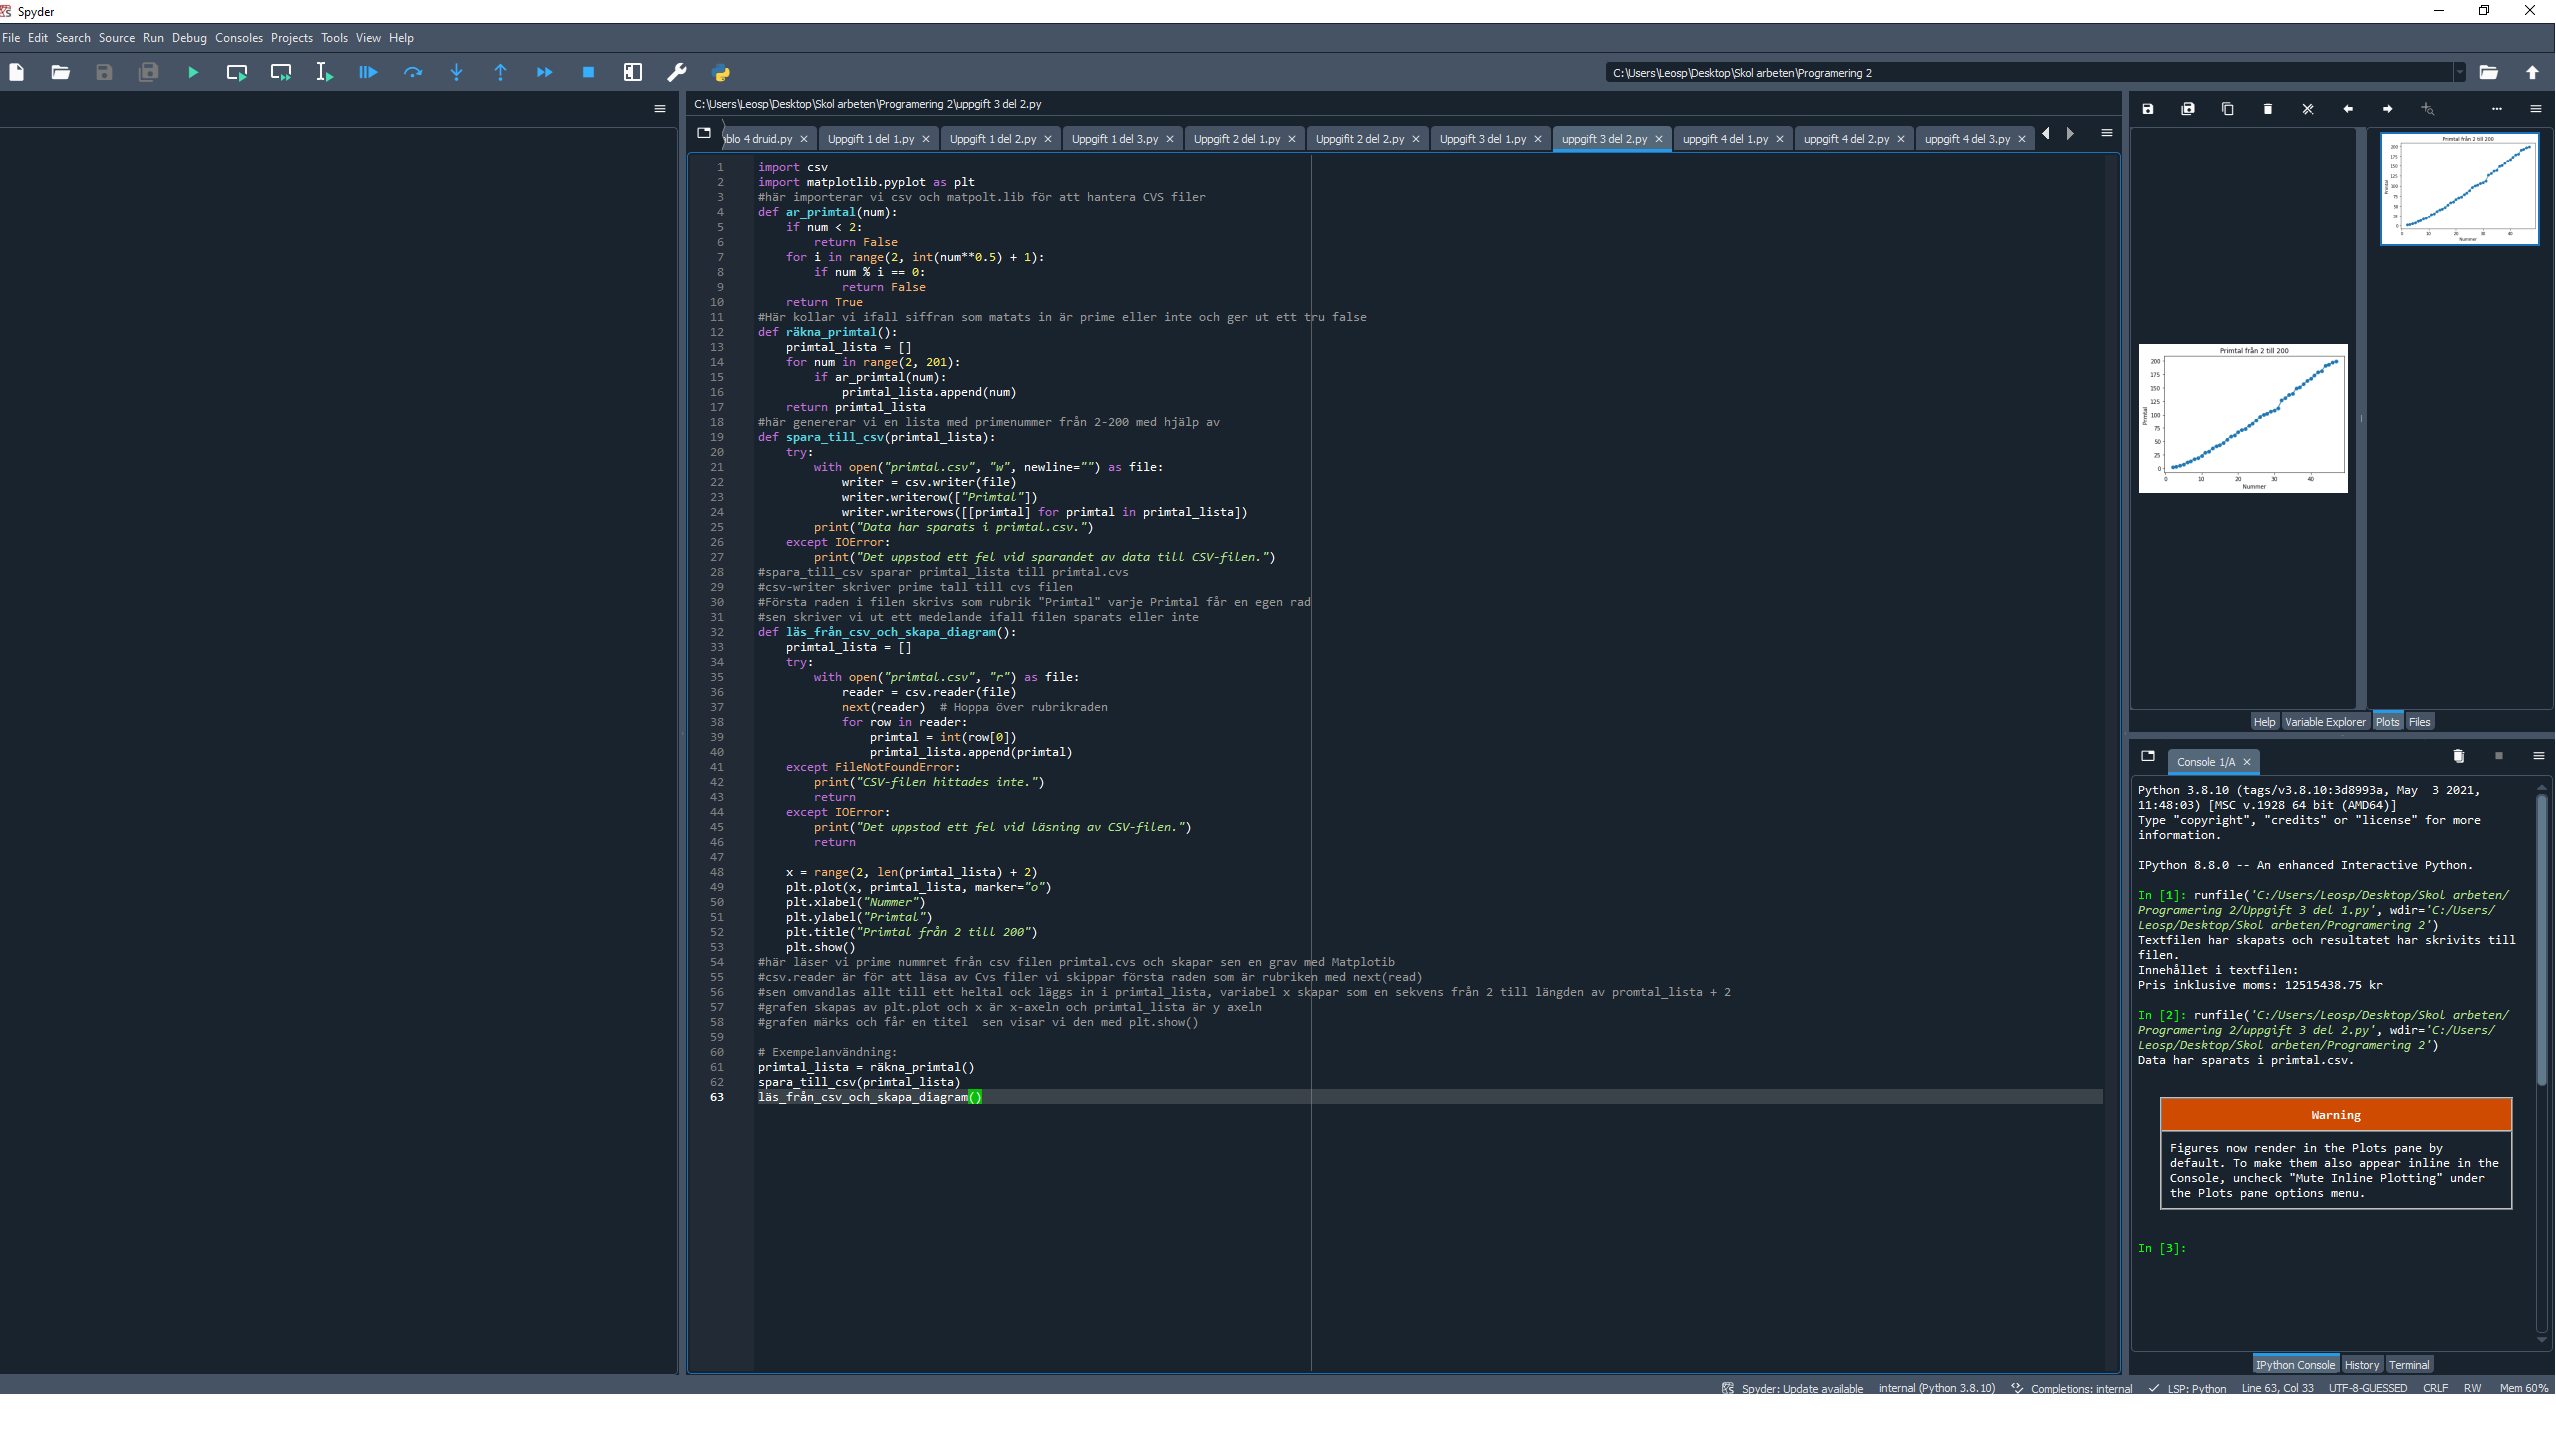 Spyder
File Edit Search Source Run Debug Consoles Projects Tools View Help
C:\Users\Leosp\Desktop\Skol arbeten\Programering 2
C:\Users\Leosp\Desktop\Skol arbeten\Programering 2\uppgift 3 del 2.py
blo 4 druid.py Uppgift 1 del 1.py Uppgift 1 del 2.py Uppgift 1 del 3.py Uppgift 2 del 1.py Uppgifit 2 del 2.py Uppgift 3 del 1.py uppgift 3 del 2.py uppgift 4 del 1.py uppgift 4 del 2.py uppgift 4 del 3.py
1 import csv
2 import matplotlib.pyplot as plt
3 #här importerar vi csv och matpolt.lib för att hantera CVS filer
4 def ar_primtal(num):
5 if num < 2:
6 return False
7 for i in range(2, int(num**0.5) + 1):
8 if num % i == 0:
9 return False
10 return True
11 #Här kollar vi ifall siffran som matats in är prime eller inte och ger ut ett tru false
12 def räkna_primtal():
13 primtal_lista = []
14 for num in range(2, 201):
15 if ar_primtal(num):
16 primtal_lista.append(num)
17 return primtal_lista
18 #här genererar vi en lista med primenummer från 2-200 med hjälp av
19 def spara_till_csv(primtal_lista):
20 try:
21 with open("primtal.csv", "w", newline="") as file:
22 writer = csv.writer(file)
23 writer.writerow(["Primtal"])
24 writer.writerows([[primtal] for primtal in primtal_lista])
25 print("Data har sparats i primtal.csv.")
26 except IOError:
27 print("Det uppstod ett fel vid sparandet av data till CSV-filen.")
28 #spara_till_csv sparar primtal_lista till primtal.cvs
29 #csv-writer skriver prime tall till cvs filen
30 #Första raden i filen skrivs som rubrik "Primtal" varje Primtal får en egen rad
31 #sen skriver vi ut ett medelande ifall filen sparats eller inte
32 def läs_från_csv_och_skapa_diagram():
33 primtal_lista = []
34 try:
35 with open("primtal.csv", "r") as file:
36 reader = csv.reader(file)
37 next(reader)  # Hoppa över rubrikraden
38 for row in reader:
39 primtal = int(row[0])
40 primtal_lista.append(primtal)
41 except FileNotFoundError:
42 print("CSV-filen hittades inte.")
43 return
44 except IOError:
45 print("Det uppstod ett fel vid läsning av CSV-filen.")
46 return
47
48 x = range(2, len(primtal_lista) + 2)
49 plt.plot(x, primtal_lista, marker="o")
50 plt.xlabel("Nummer")
51 plt.ylabel("Primtal")
52 plt.title("Primtal från 2 till 200")
53 plt.show()
54 #här läser vi prime nummret från csv filen primtal.cvs och skapar sen en grav med Matplotib
55 #csv.reader är för att läsa av Cvs filer vi skippar första raden som är rubriken med next(read)
56 #sen omvandlas allt till ett heltal ock läggs in i primtal_lista, variabel x skapar som en sekvens från 2 till längden av promtal_lista + 2
57 #grafen skapas av plt.plot och x är x-axeln och primtal_lista är y axeln
58 #grafen märks och får en titel  sen visar vi den med plt.show()
59
60 # Exempelanvändning:
61 primtal_lista = räkna_primtal()
62 spara_till_csv(primtal_lista)
63 läs_från_csv_och_skapa_diagram()
Primtal från 2 till 200
200
175
150
125
100
75
50
25
0
Primtal
0 10 20 30 40
Nummer
Primtal från 2 till 200
200
175
150
125
100
75
50
25
0
Primtal
0 10 20 30 40
Nummer
Help Variable Explorer Plots Files
Console 1/A
Python 3.8.10 (tags/v3.8.10:3d8993a, May  3 2021,
11:48:03) [MSC v.1928 64 bit (AMD64)]
Type "copyright", "credits" or "license" for more
information.
IPython 8.8.0 -- An enhanced Interactive Python.
In [1]: runfile('C:/Users/Leosp/Desktop/Skol arbeten/
Programering 2/Uppgift 3 del 1.py', wdir='C:/Users/
Leosp/Desktop/Skol arbeten/Programering 2')
Textfilen har skapats och resultatet har skrivits till
filen.
Innehållet i textfilen:
Pris inklusive moms: 12515438.75 kr
In [2]: runfile('C:/Users/Leosp/Desktop/Skol arbeten/
Programering 2/uppgift 3 del 2.py', wdir='C:/Users/
Leosp/Desktop/Skol arbeten/Programering 2')
Data har sparats i primtal.csv.
Warning
Figures now render in the Plots pane by
default. To make them also appear inline in the
Console, uncheck "Mute Inline Plotting" under
the Plots pane options menu.
In [3]:
IPython Console History Terminal
Spyder: Update available internal (Python 3.8.10) Completions: internal LSP: Python Line 63, Col 33 UTF-8-GUESSED CRLF RW Mem 60%